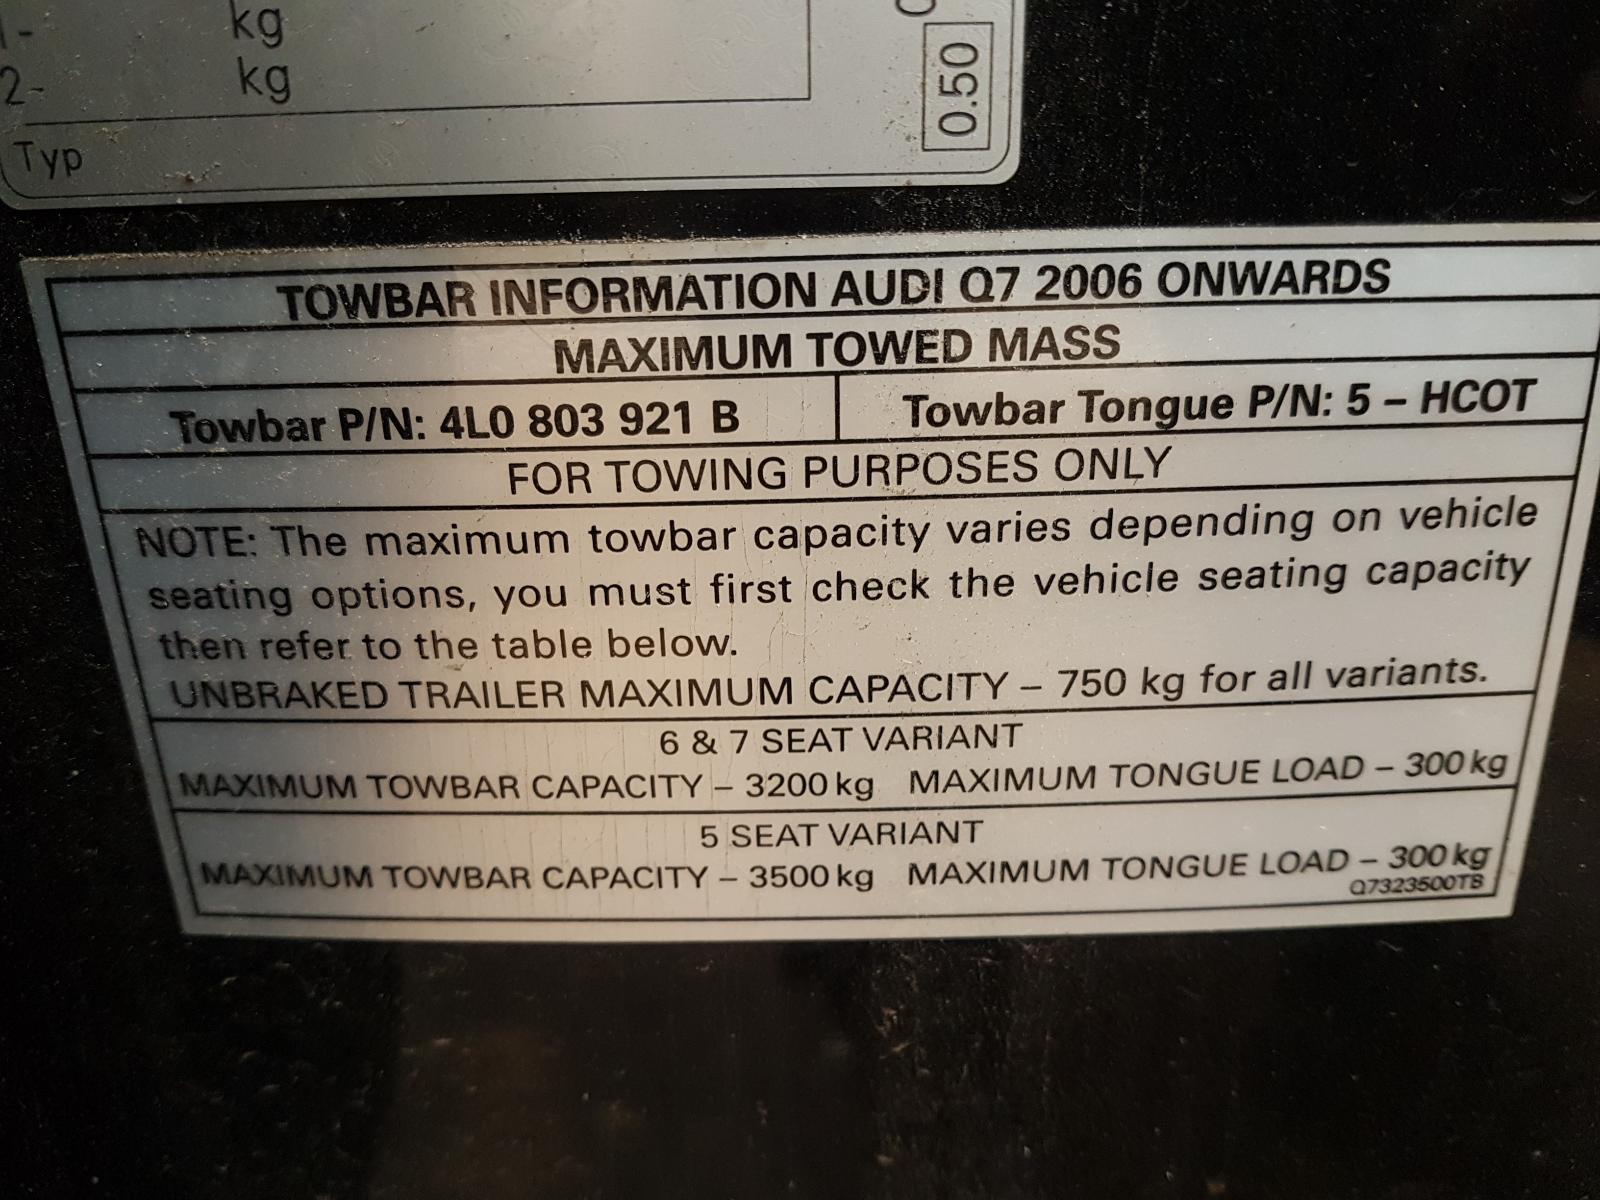 1- kg
2- kg
Typ
0.50
TOWBAR INFORMATION AUDI Q7 2006 ONWARDS
MAXIMUM TOWED MASS
Towbar P/N: 4L0 803 921 B Towbar Tongue P/N: 5 – HCOT
FOR TOWING PURPOSES ONLY
NOTE: The maximum towbar capacity varies depending on vehicle
seating options, you must first check the vehicle seating capacity
then refer to the table below.
UNBRAKED TRAILER MAXIMUM CAPACITY – 750 kg for all variants.
6 & 7 SEAT VARIANT
MAXIMUM TOWBAR CAPACITY – 3200 kg MAXIMUM TONGUE LOAD – 300 kg
5 SEAT VARIANT
MAXIMUM TOWBAR CAPACITY – 3500 kg MAXIMUM TONGUE LOAD – 300 kg
Q7323500TB